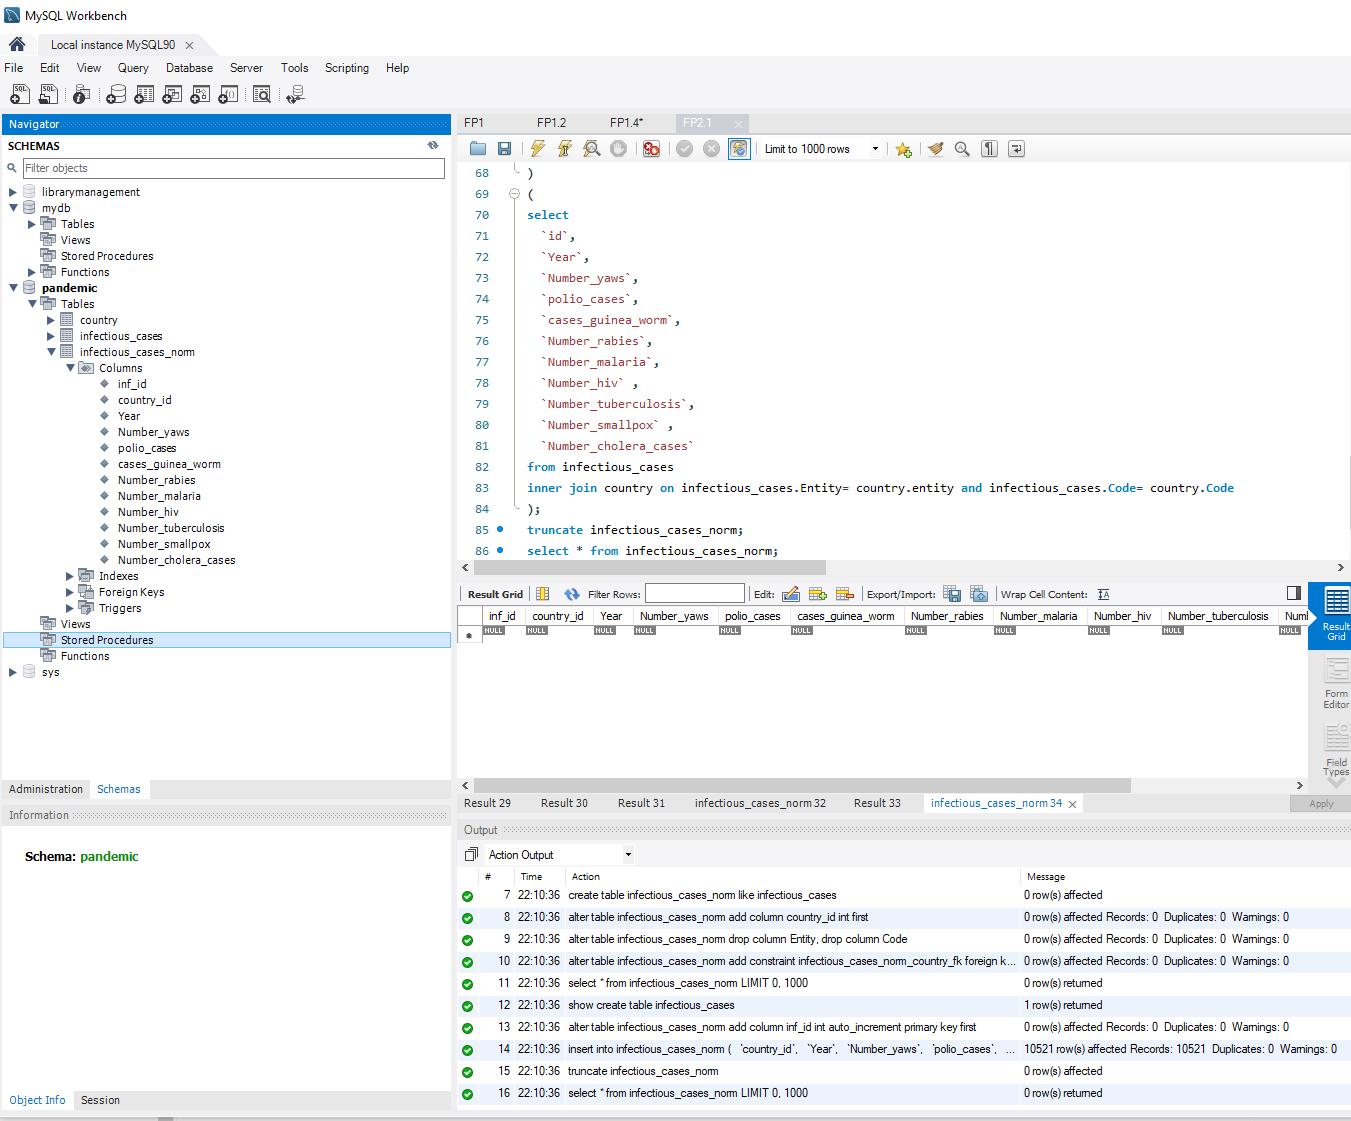 MySQL Workbench
Local instance MySQL90
File Edit View Query Database Server Tools Scripting Help
Navigator
SCHEMAS
Filter objects
librarymanagement
mydb
Tables
Views
Stored Procedures
Functions
pandemic
Tables
country
infectious_cases
infectious_cases_norm
Columns
inf_id
country_id
Year
Number_yaws
polio_cases
cases_guinea_worm
Number_rabies
Number_malaria
Number_hiv
Number_tuberculosis
Number_smallpox
Number_cholera_cases
Indexes
Foreign Keys
Triggers
Views
Stored Procedures
Functions
sys
Administration Schemas
Information
Schema: pandemic
Object Info Session
FP1 FP1.2 FP1.4* FP2.1
Limit to 1000 rows
68 )
69 (
70 select
71 `id`,
72 `Year`,
73 `Number_yaws`,
74 `polio_cases`,
75 `cases_guinea_worm`,
76 `Number_rabies`,
77 `Number_malaria`,
78 `Number_hiv` ,
79 `Number_tuberculosis`,
80 `Number_smallpox` ,
81 `Number_cholera_cases`
82 from infectious_cases
83 inner join country on infectious_cases.Entity= country.entity and infectious_cases.Code= country.Code
84 );
85 truncate infectious_cases_norm;
86 select * from infectious_cases_norm;
Result Grid Filter Rows: Edit: Export/Import: Wrap Cell Content:
inf_id country_id Year Number_yaws polio_cases cases_guinea_worm Number_rabies Number_malaria Number_hiv Number_tuberculosis Num
NULL NULL NULL NULL NULL NULL NULL NULL NULL NULL NULL
Result Grid
Form Editor
Field Types
Result 29 Result 30 Result 31 infectious_cases_norm 32 Result 33 infectious_cases_norm 34 Apply
Output
Action Output
# Time Action Message
7 22:10:36 create table infectious_cases_norm like infectious_cases 0 row(s) affected
8 22:10:36 alter table infectious_cases_norm add column country_id int first 0 row(s) affected Records: 0 Duplicates: 0 Warnings: 0
9 22:10:36 alter table infectious_cases_norm drop column Entity, drop column Code 0 row(s) affected Records: 0 Duplicates: 0 Warnings: 0
10 22:10:36 alter table infectious_cases_norm add constraint infectious_cases_norm_country_fk foreign k... 0 row(s) affected Records: 0 Duplicates: 0 Warnings: 0
11 22:10:36 select * from infectious_cases_norm LIMIT 0, 1000 0 row(s) returned
12 22:10:36 show create table infectious_cases 1 row(s) returned
13 22:10:36 alter table infectious_cases_norm add column inf_id int auto_increment primary key first 0 row(s) affected Records: 0 Duplicates: 0 Warnings: 0
14 22:10:36 insert into infectious_cases_norm ( `country_id`, `Year`, `Number_yaws`, `polio_cases`, ... 10521 row(s) affected Records: 10521 Duplicates: 0 Warnings: 0
15 22:10:36 truncate infectious_cases_norm 0 row(s) affected
16 22:10:36 select * from infectious_cases_norm LIMIT 0, 1000 0 row(s) returned